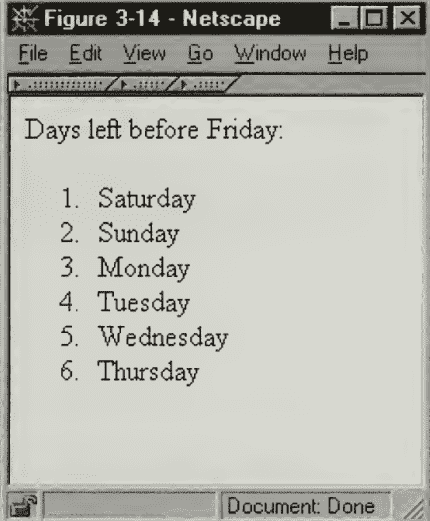 Figure 3-14 - Netscape
File Edit View Go Window Help
Days left before Friday:
1. Saturday
2. Sunday
3. Monday
4. Tuesday
5. Wednesday
6. Thursday
Document: Done